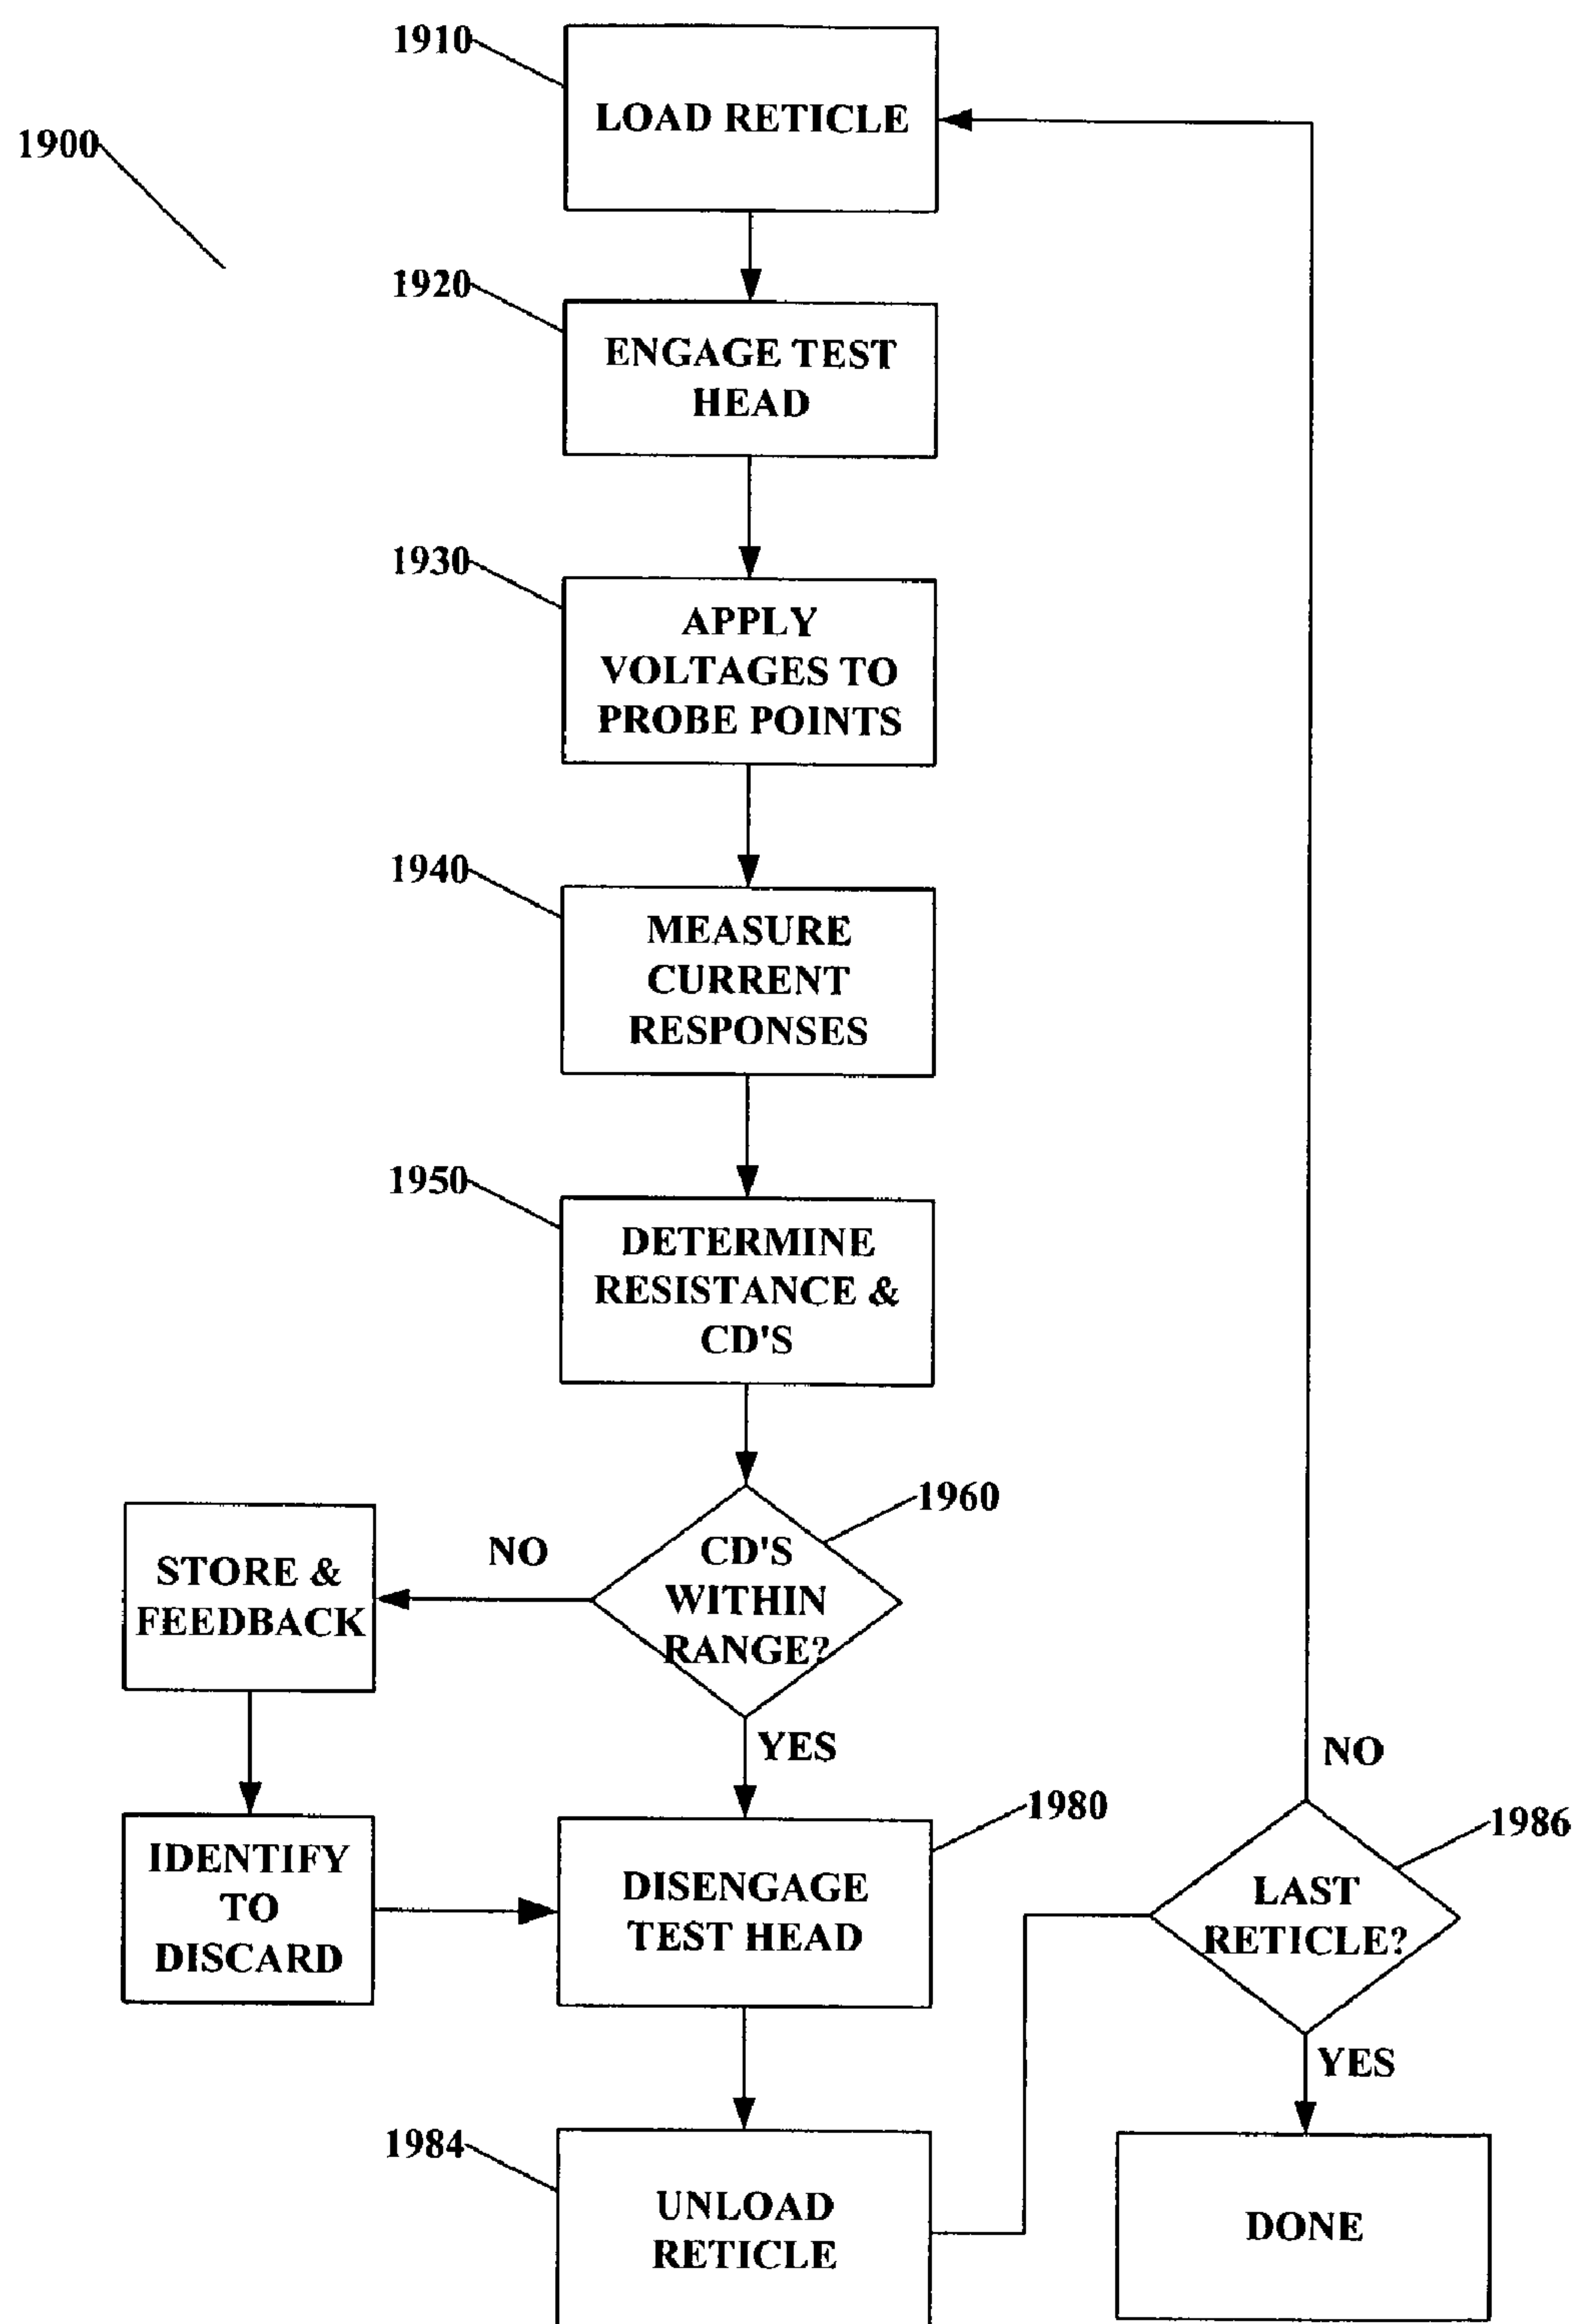 1910
LOAD RETICLE
1900
1920
ENGAGE TEST
HEAD
1930
APPLY
VOLTAGES TO
PROBE POINTS
1940
MEASURE
CURRENT
RESPONSES
1950
DETERMINE
RESISTANCE &
CD'S
1960
CD'S
WITHIN
RANGE?
NO
STORE &
FEEDBACK
YES
IDENTIFY
TO
DISCARD
1980
DISENGAGE
TEST HEAD
1984
UNLOAD
RETICLE
NO
1986
LAST
RETICLE?
YES
DONE